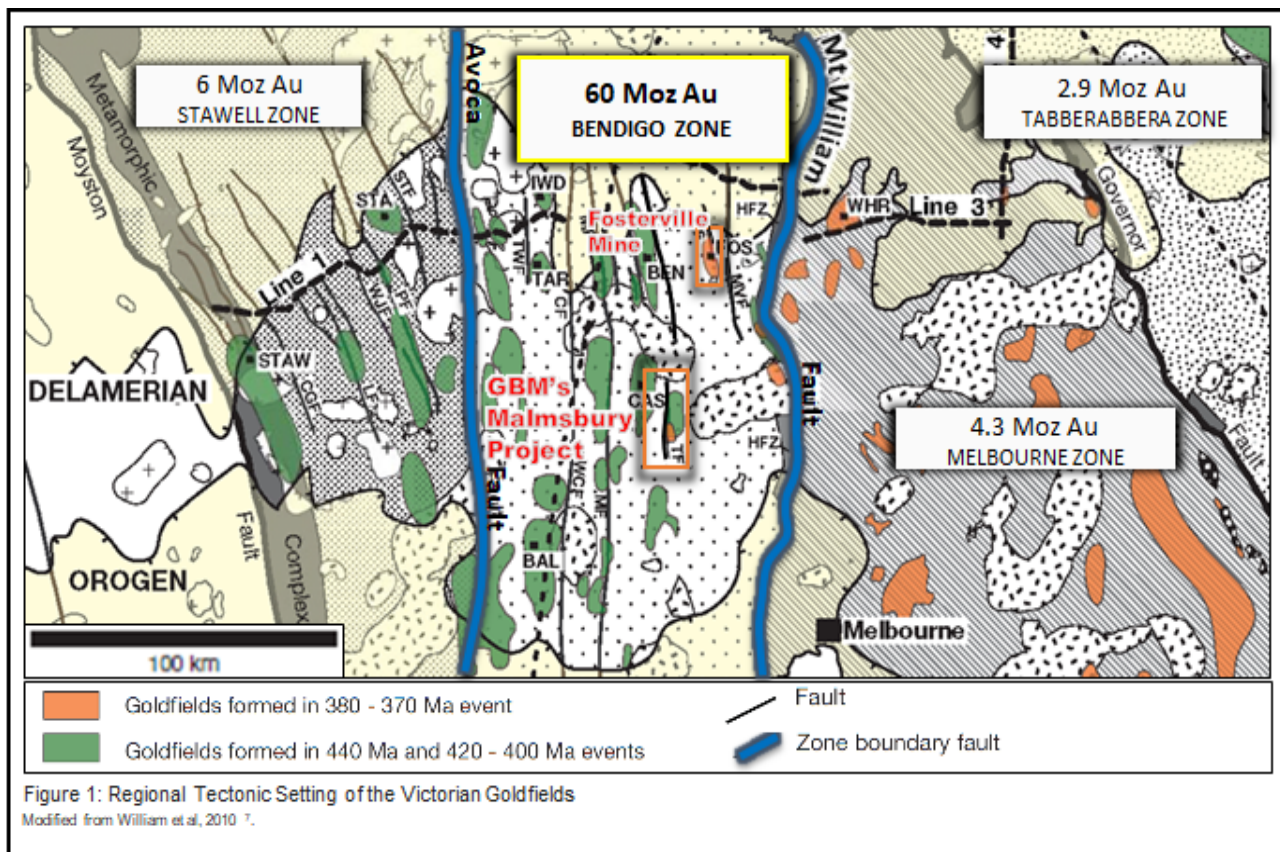 6 Moz Au
STAWELL ZONE
60 Moz Au
BENDIGO ZONE
2.9 Moz Au
TABBERABBERA ZONE
4.3 Moz Au
MELBOURNE ZONE
Metamorphic
Complex
Moyston
Fault
Avoca
Fault
Mt William
Fault
Governor
Fault
Line 1
Line 3
4
DELAMERIAN
OROGEN
STA
STF
STAW
CGF
LF
WJF
PF
IWD
TWF
TAR
CF
BEN
Fosterville
Mine
FOS
HFZ
WHR
GBM's
Malmsbury
Project
CAS
TF
HFZ
WCF
MF
BAL
Melbourne
100 km
Goldfields formed in 380 - 370 Ma event
Goldfields formed in 440 Ma and 420 - 400 Ma events
Fault
Zone boundary fault
Figure 1: Regional Tectonic Setting of the Victorian Goldfields
Modified from William et al, 2010 7.